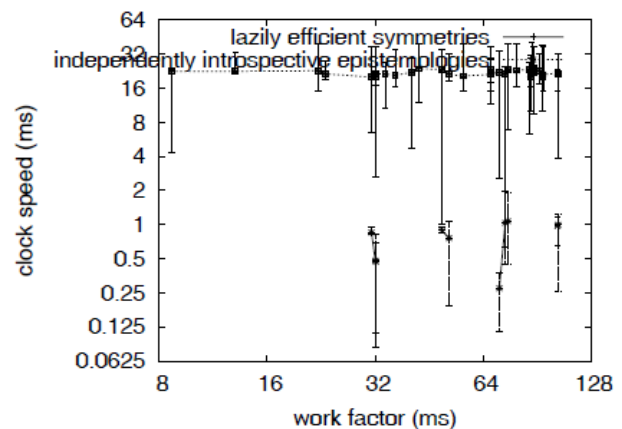 64
lazily efficient symmetries
32
independently introspective epistemologies
16
8
4
2
1
0.5
0.25
0.125
0.0625
clock speed (ms)
8 16 32 64 128
work factor (ms)